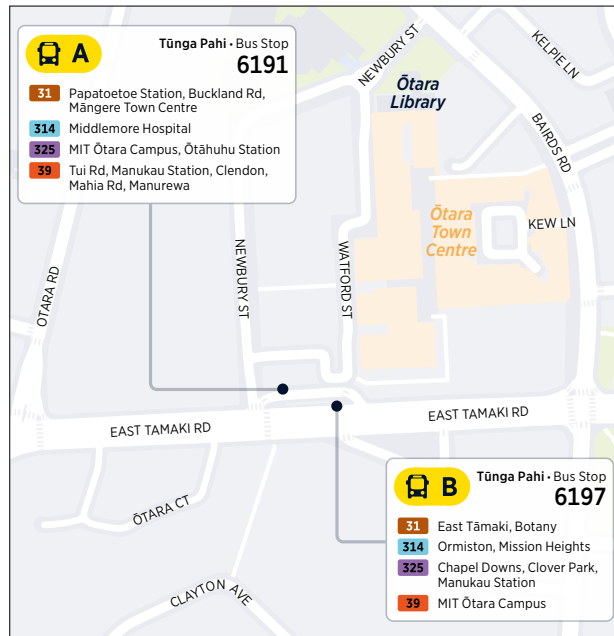 A
Tūnga Pahi • Bus Stop
6191
31 Papatoetoe Station, Buckland Rd,
Māngere Town Centre
314 Middlemore Hospital
325 MIT Ōtara Campus, Ōtāhuhu Station
39 Tui Rd, Manukau Station, Clendon,
Mahia Rd, Manurewa
NEWBURY ST
KELPIE LN
Ōtara
Library
BAIRDS RD
Ōtara
Town
Centre
KEW LN
OTARA RD
NEWBURY ST
WATFORD ST
EAST TAMAKI RD
EAST TAMAKI RD
ŌTARA CT
CLAYTON AVE
B
Tūnga Pahi • Bus Stop
6197
31 East Tāmaki, Botany
314 Ormiston, Mission Heights
325 Chapel Downs, Clover Park,
Manukau Station
39 MIT Ōtara Campus